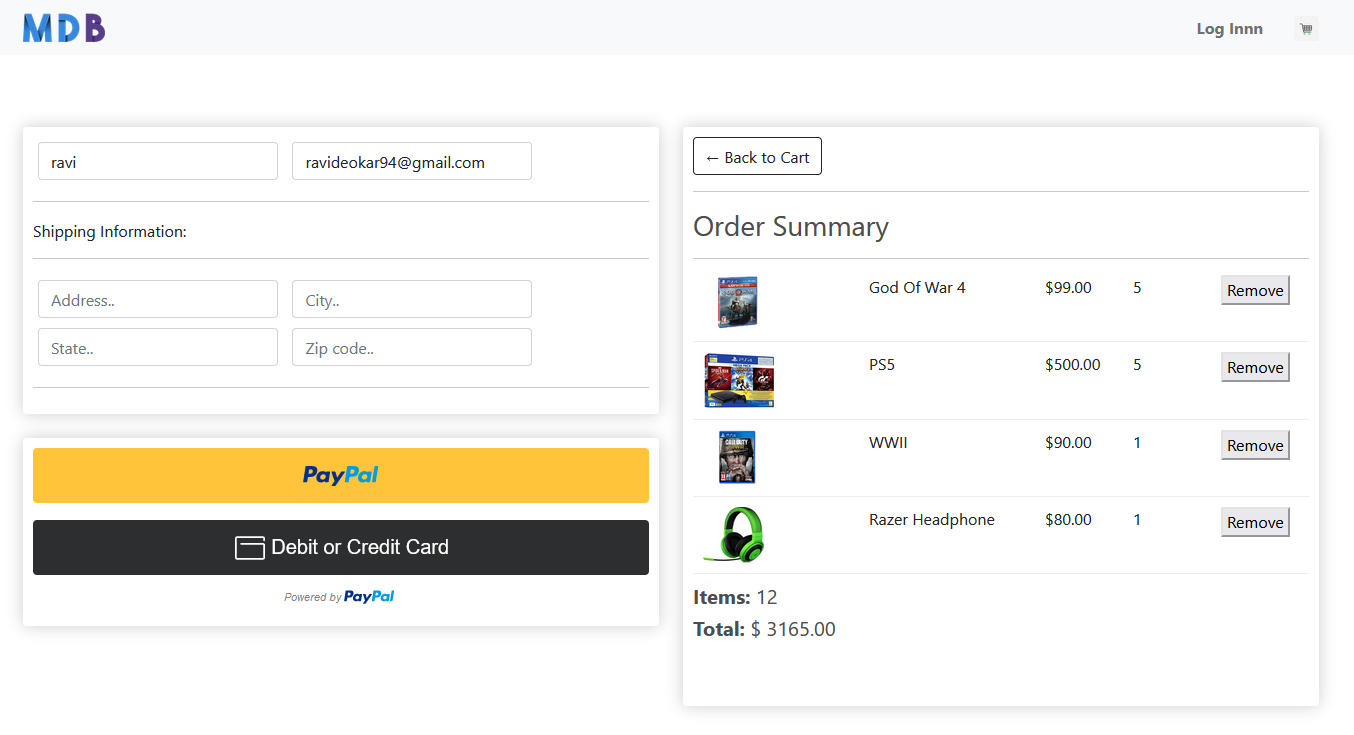 MDB
Log Innn
ravi
ravideokar94@gmail.com
Shipping Information:
Address..
City..
State..
Zip code..
PayPal
Debit or Credit Card
Powered by PayPal
← Back to Cart
Order Summary
God Of War 4 $99.00 5 Remove
PS5 $500.00 5 Remove
WWII $90.00 1 Remove
Razer Headphone $80.00 1 Remove
Items: 12
Total: $ 3165.00